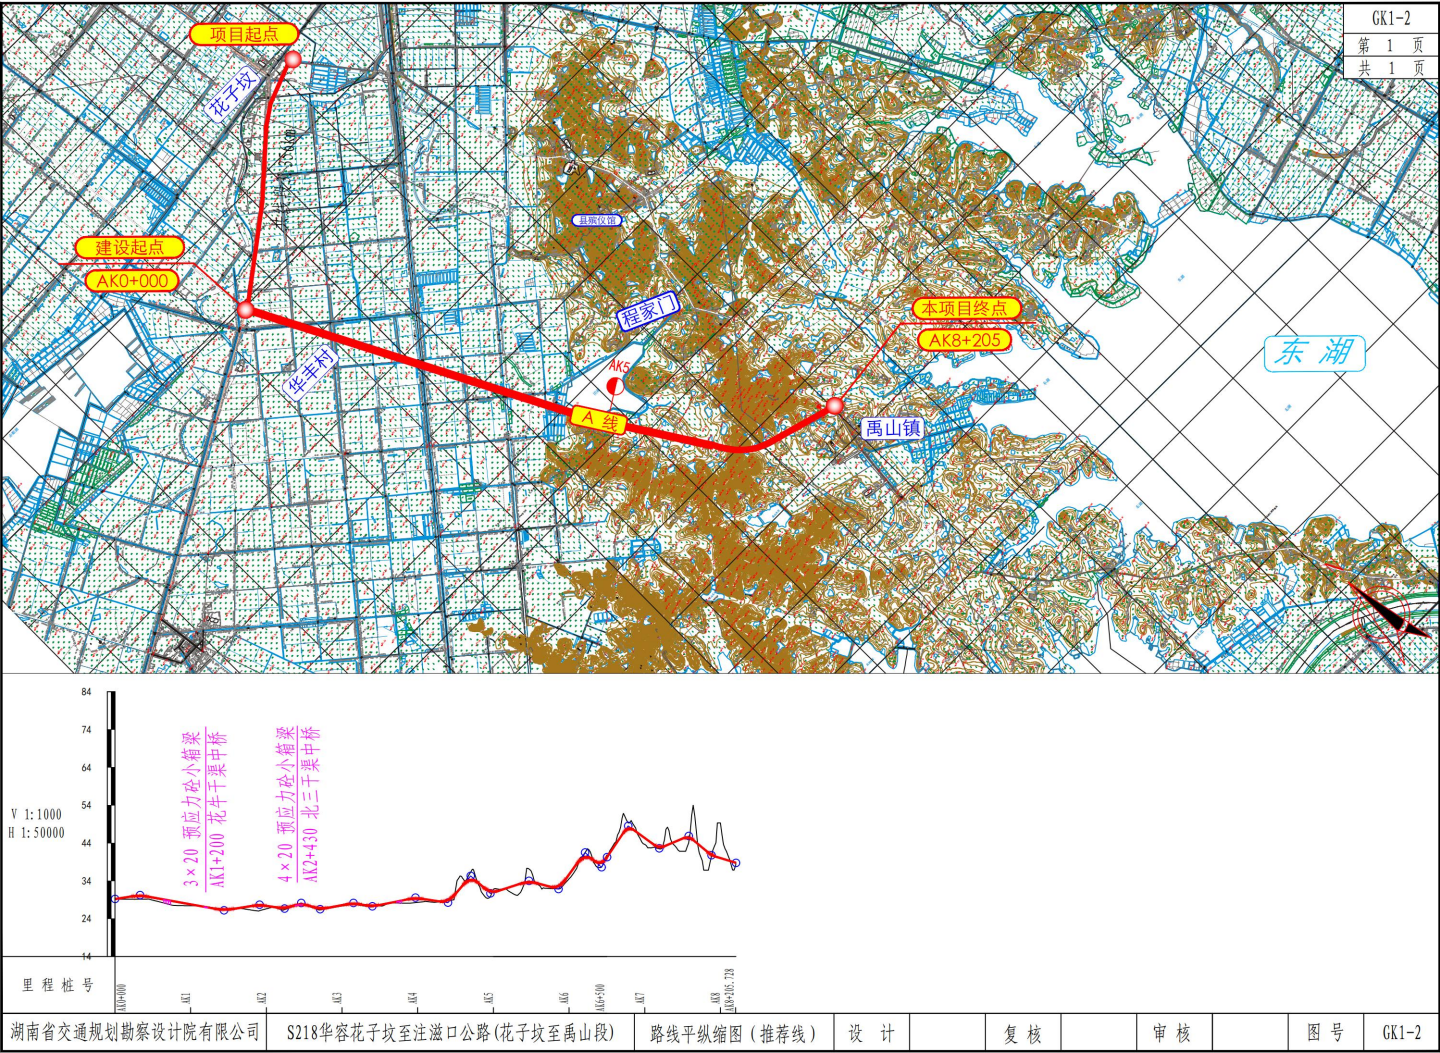 GK1-2
第 1 页
共 1 页
项目起点
花子坟
县殡仪馆
建设起点
AK0+000
程家门
本项目终点
AK8+205
东 湖
华丰村
AK5
A 线
禹山镇
84
74
64
54
44
34
24
14
V 1:1000
H 1:50000
3×20 预应力砼小箱梁
AK1+200 花牛干渠中桥
4×20 预应力砼小箱梁
AK2+430 北三干渠中桥
里 程 桩 号
AK0+000
AK1
AK2
AK3
AK4
AK5
AK6
AK6+500
AK7
AK8
AK8+205.728
湖南省交通规划勘察设计院有限公司
S218华容花子坟至注滋口公路(花子坟至禹山段)
路线平纵缩图(推荐线)
设 计
复 核
审 核
图 号
GK1-2